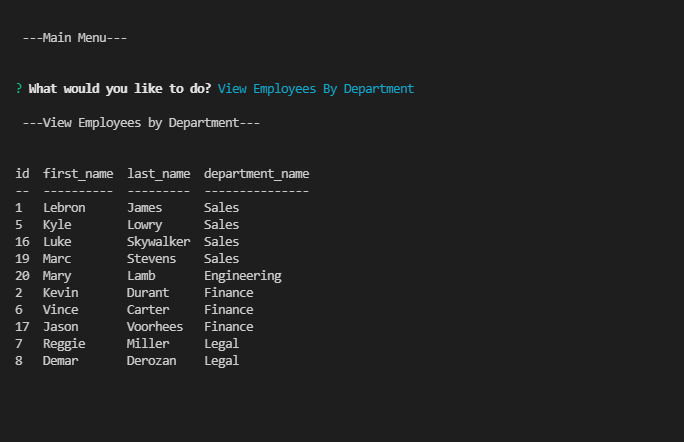 ---Main Menu---
? What would you like to do? View Employees By Department
---View Employees by Department---
id  first_name  last_name  department_name
--  ----------  ---------  ---------------
1   Lebron      James      Sales
5   Kyle        Lowry      Sales
16  Luke        Skywalker  Sales
19  Marc        Stevens    Sales
20  Mary        Lamb       Engineering
2   Kevin       Durant     Finance
6   Vince       Carter     Finance
17  Jason       Voorhees   Finance
7   Reggie      Miller     Legal
8   Demar       Derozan    Legal